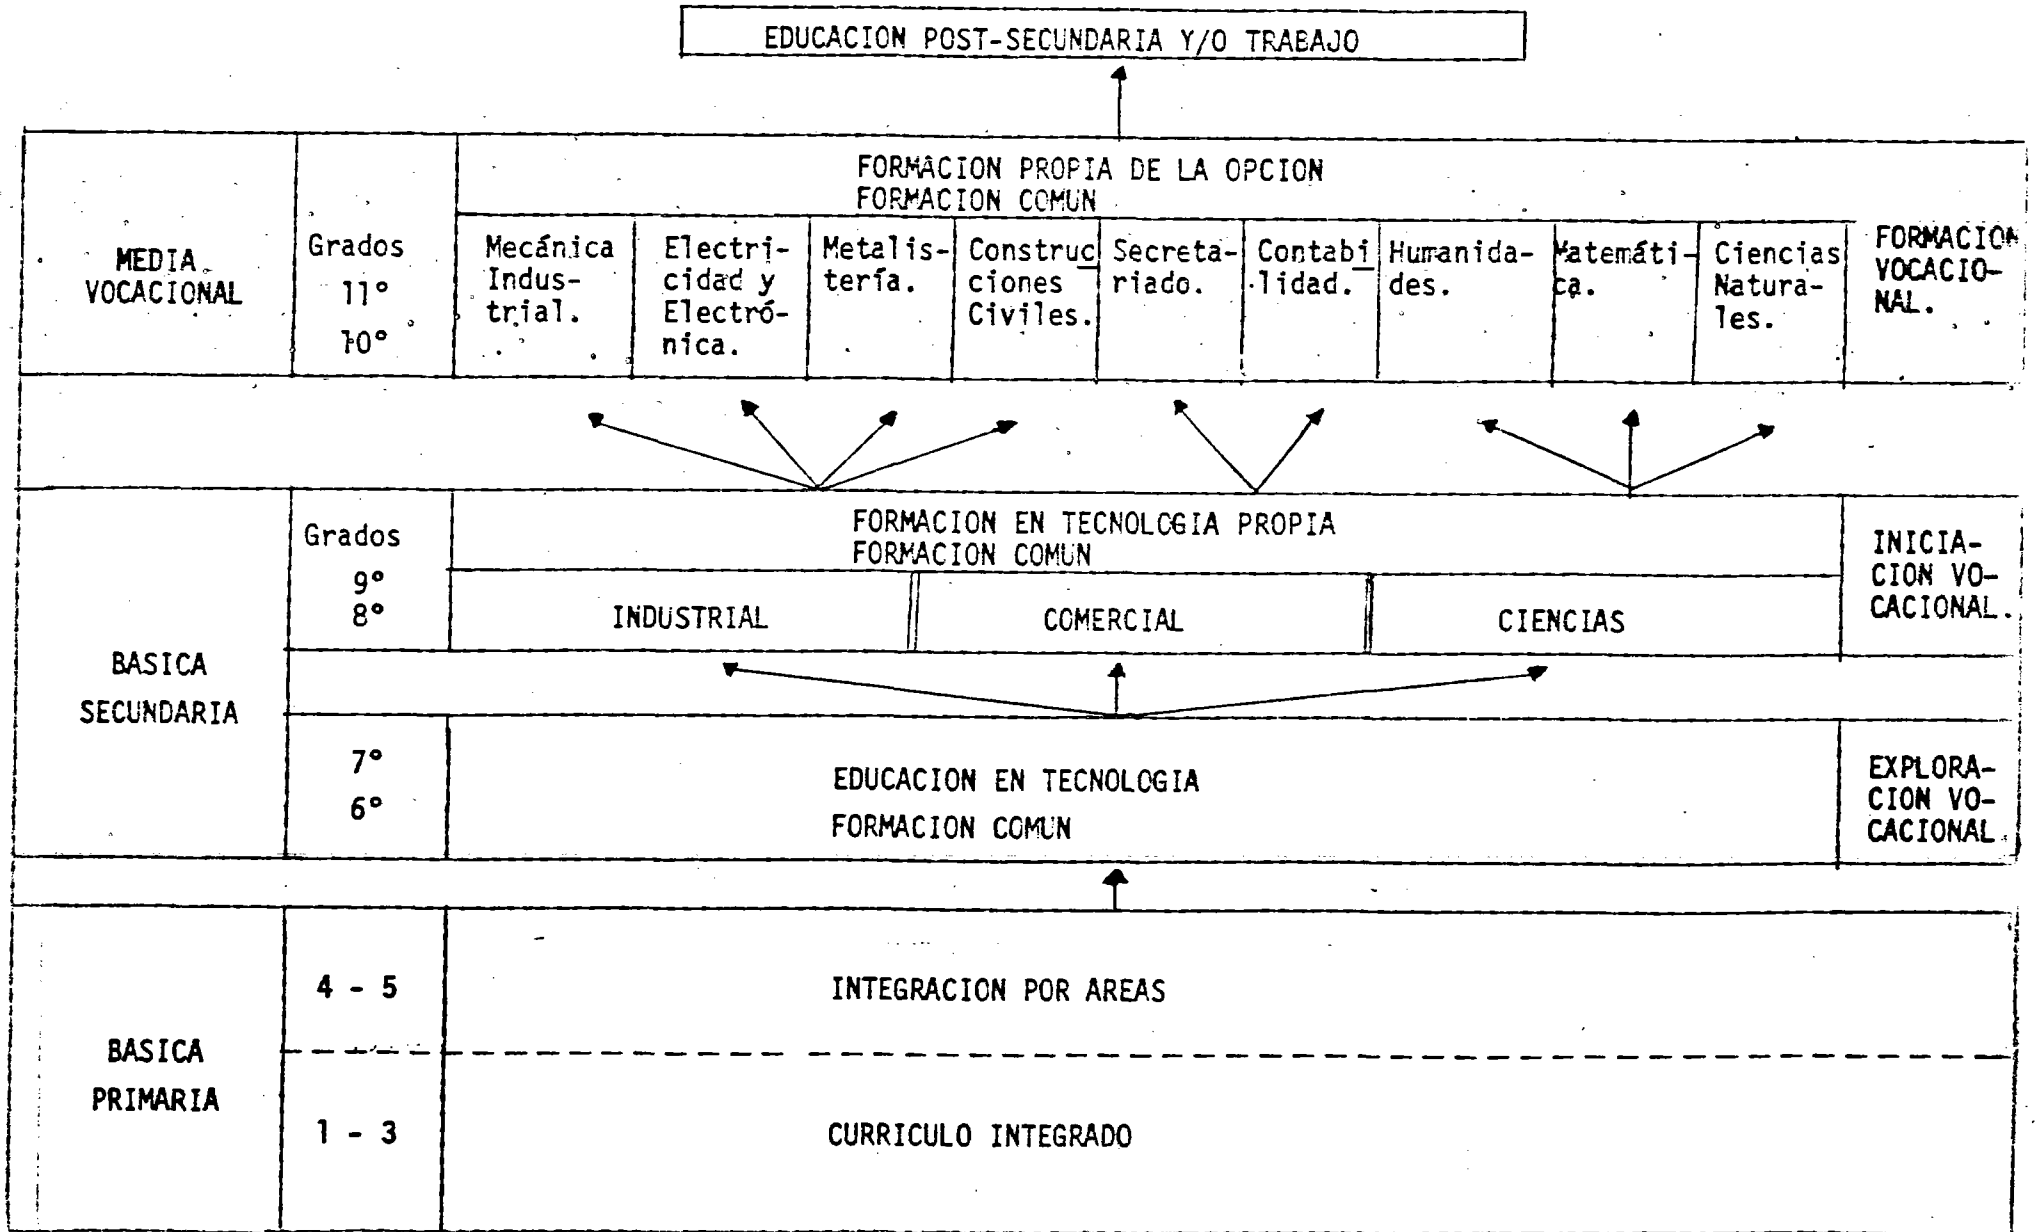 EDUCACION POST-SECUNDARIA Y/O TRABAJO
FORMACION PROPIA DE LA OPCION
FORMACION COMUN
MEDIA
VOCACIONAL
Grados
11°
10°
Mecánica
Indus-
trial.
Electri-
cidad y
Electró-
nica.
Metalis-
tería.
Construc
ciones
Civiles.
Secreta-
riado.
Contabi
lidad.
Humanida-
des.
Matemáti-
ca.
Ciencias
Natura-
les.
FORMACION
VOCACIO-
NAL.
BASICA
SECUNDARIA
Grados
9°
8°
FORMACION EN TECNOLOGIA PROPIA
FORMACION COMUN
INDUSTRIAL
COMERCIAL
CIENCIAS
INICIA-
CION VO-
CACIONAL.
7°
6°
EDUCACION EN TECNOLOGIA
FORMACION COMUN
EXPLORA-
CION VO-
CACIONAL.
BASICA
PRIMARIA
4 - 5
INTEGRACION POR AREAS
1 - 3
CURRICULO INTEGRADO